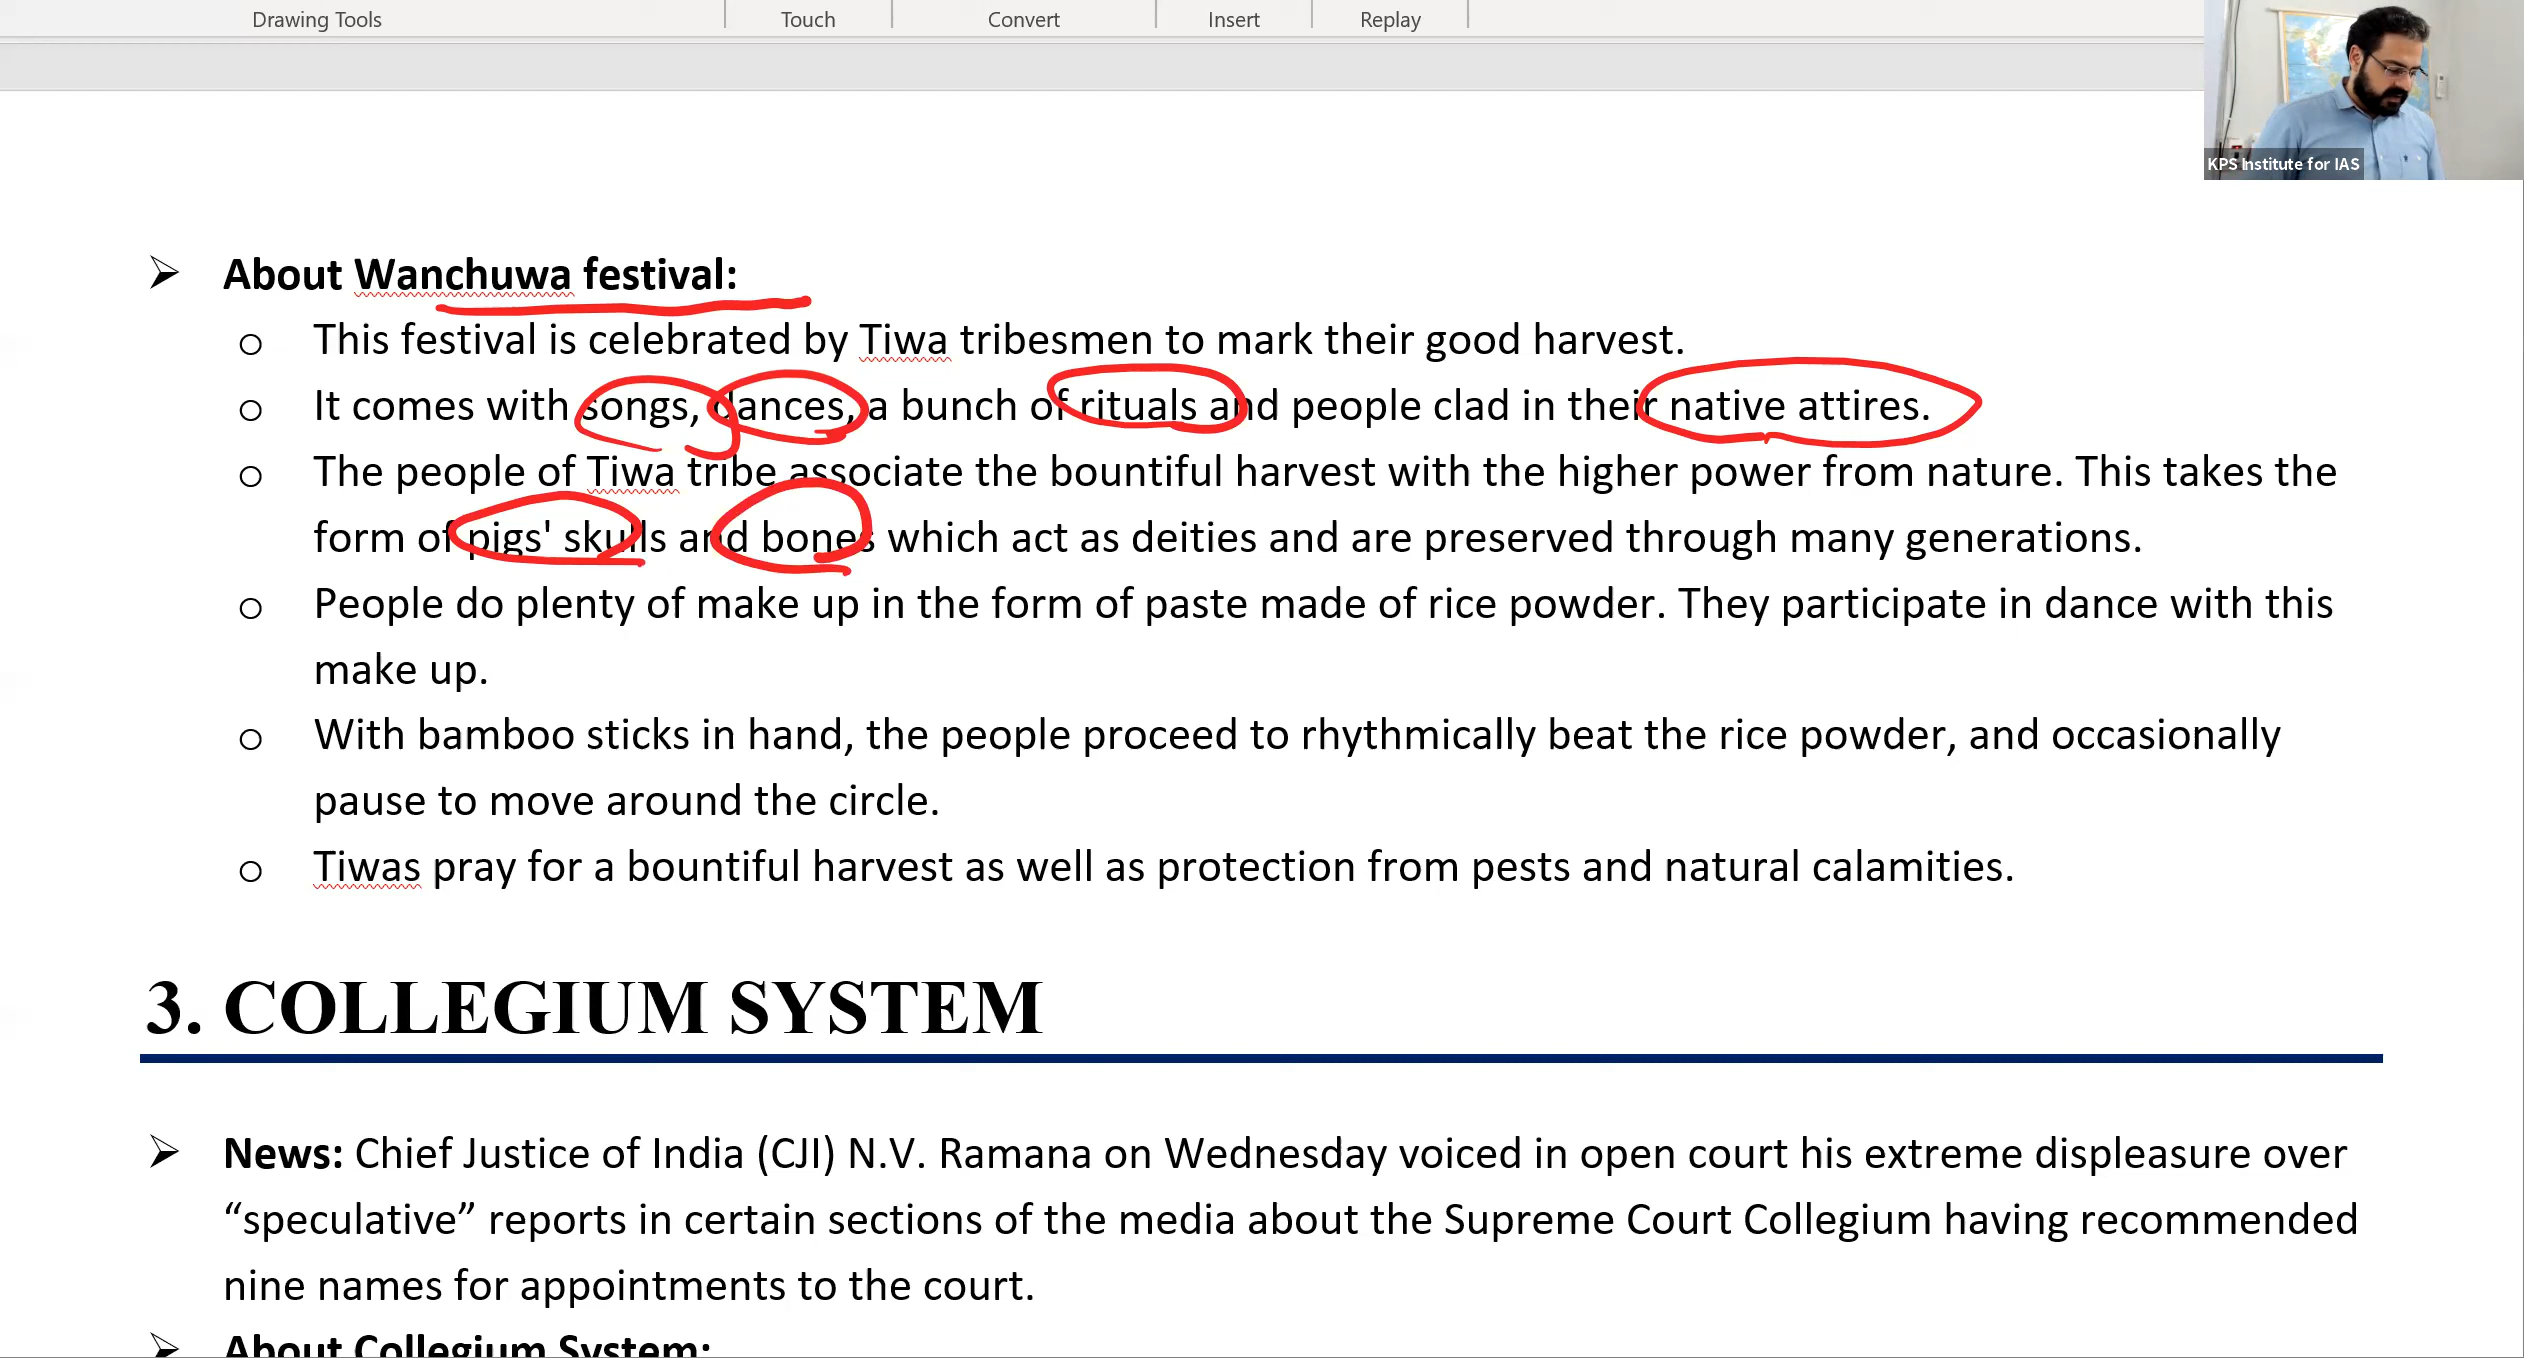 Drawing Tools Touch Convert Insert Replay
KPS Institute for IAS
About Wanchuwa festival:
This festival is celebrated by Tiwa tribesmen to mark their good harvest.
It comes with songs, dances, a bunch of rituals and people clad in their native attires.
The people of Tiwa tribe associate the bountiful harvest with the higher power from nature. This takes the
form of pigs' skulls and bones which act as deities and are preserved through many generations.
People do plenty of make up in the form of paste made of rice powder. They participate in dance with this
make up.
With bamboo sticks in hand, the people proceed to rhythmically beat the rice powder, and occasionally
pause to move around the circle.
Tiwas pray for a bountiful harvest as well as protection from pests and natural calamities.
3. COLLEGIUM SYSTEM
News: Chief Justice of India (CJI) N.V. Ramana on Wednesday voiced in open court his extreme displeasure over
“speculative” reports in certain sections of the media about the Supreme Court Collegium having recommended
nine names for appointments to the court.
About Collegium System: